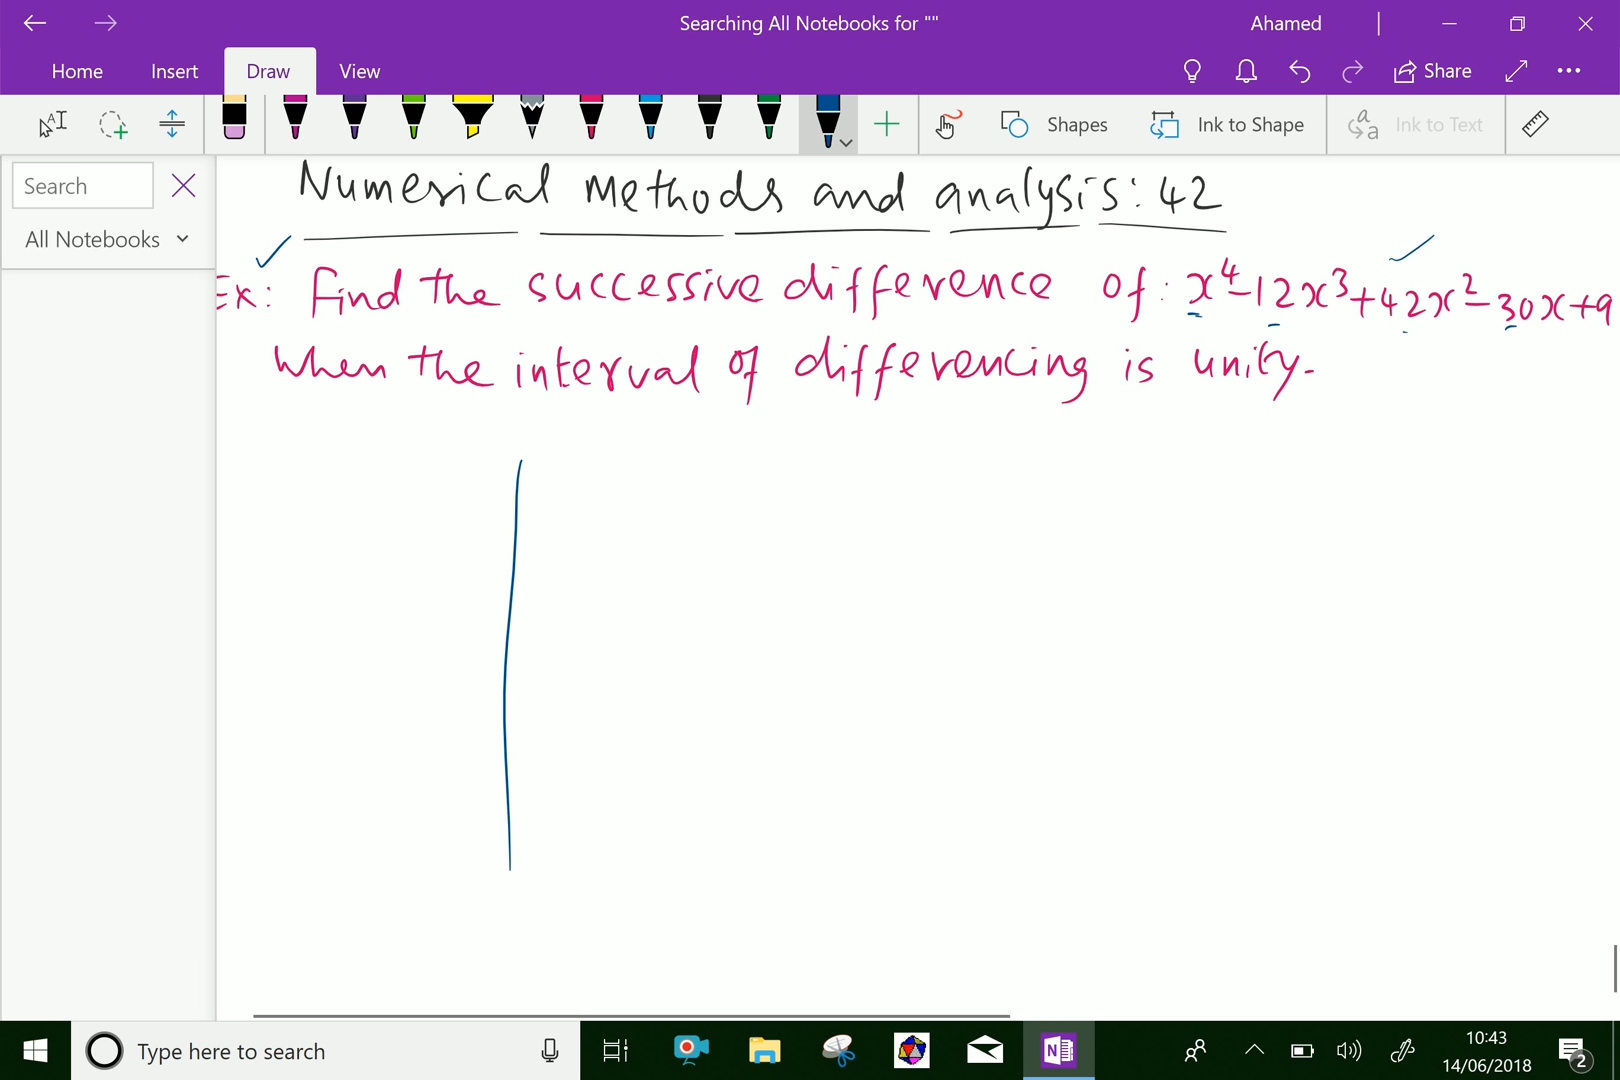 Searching All Notebooks for "" Ahamed
Home Insert Draw View Share
Shapes Ink to Shape Ink to Text
Search
All Notebooks
Numerical Methods and analysis: 42
Ex: Find the successive difference of: x⁴-12x³+42x²-30x+9
when the interval of differencing is unity.
Type here to search
10:43
14/06/2018
2